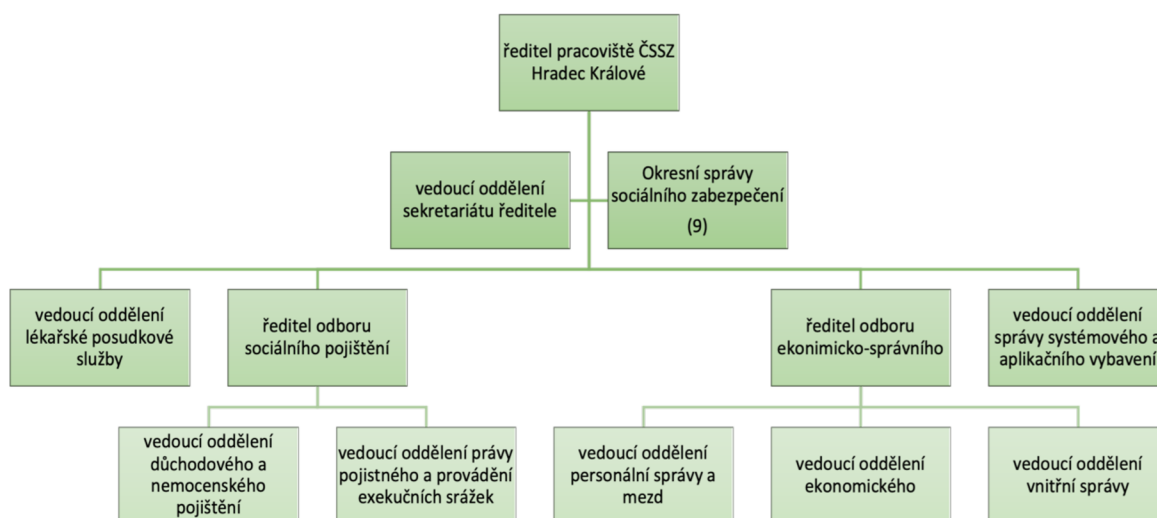 ředitel pracoviště ČSSZ
Hradec Králové
vedoucí oddělení
sekretariátu ředitele
Okresní správy
sociálního zabezpečení
(9)
vedoucí oddělení
lékařské posudkové
služby
ředitel odboru
sociálního pojištění
ředitel odboru
ekonimicko-správního
vedoucí oddělení
správy systémového a
aplikačního vybavení
vedoucí oddělení
důchodového a
nemocenského
pojištění
vedoucí oddělení právy
pojistného a provádění
exekučních srážek
vedoucí oddělení
personální správy a
mezd
vedoucí oddělení
ekonomického
vedoucí oddělení
vnitřní správy